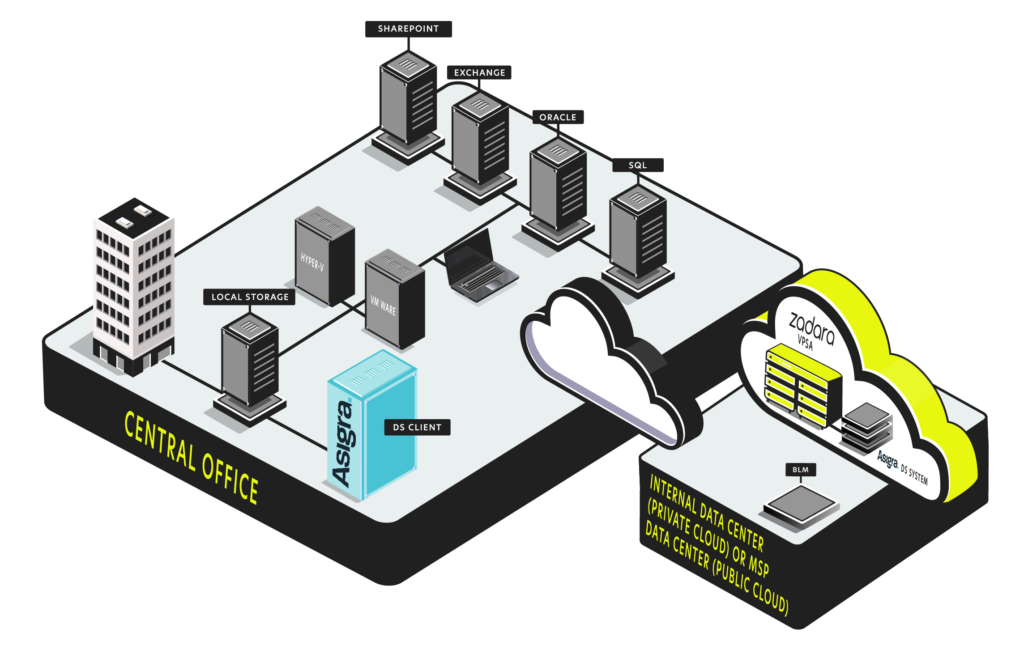 SHAREPOINT
EXCHANGE
ORACLE
SQL
HYPER-V
VM WARE
LOCAL STORAGE
Asigra.
DS CLIENT
CENTRAL OFFICE
zadara
VPSA
Asigra. DS SYSTEM
BLM
INTERNAL DATA CENTER
(PRIVATE CLOUD) OR MSP
DATA CENTER (PUBLIC CLOUD)